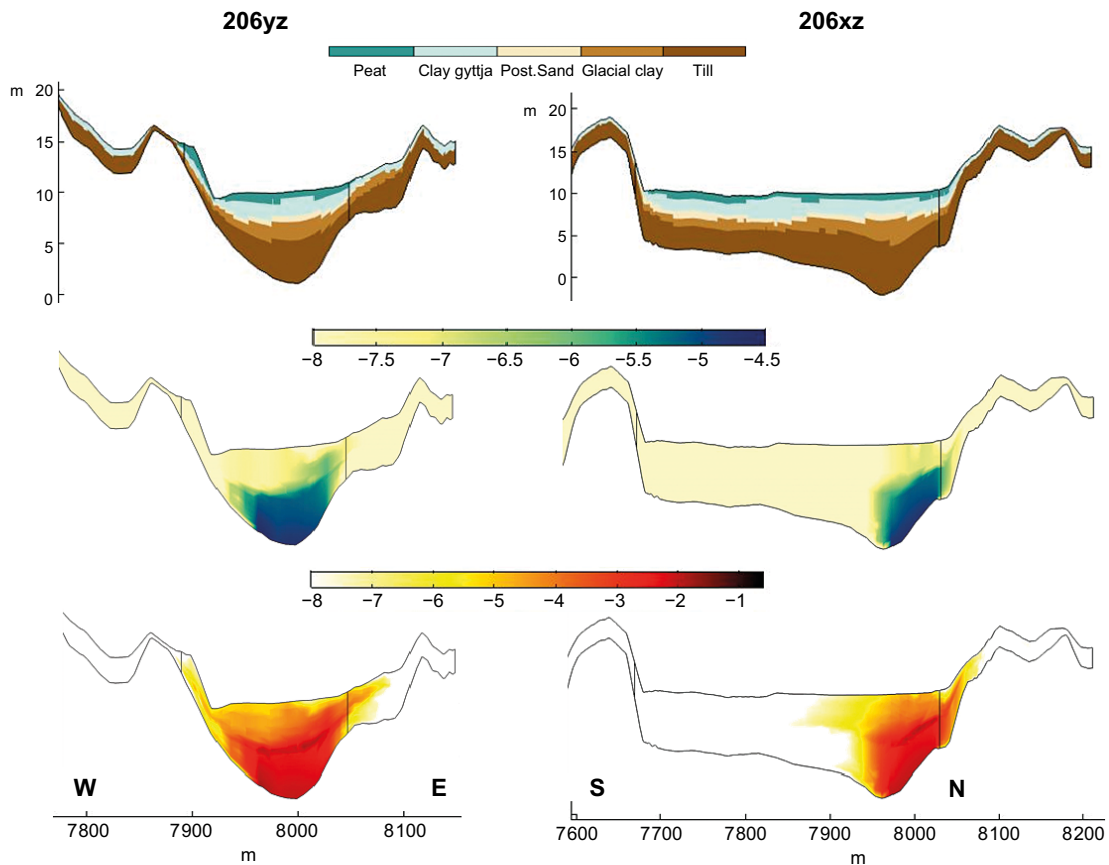 206yz 206xz
Peat Clay gyttja Post.Sand Glacial clay Till
m 20
15
10
5
0
m 20
15
10
5
0
−8 −7.5 −7 −6.5 −6 −5.5 −5 −4.5
−8 −7 −6 −5 −4 −3 −2 −1
W E S N
7800 7900 8000 8100
m
7600 7700 7800 7900 8000 8100 8200
m